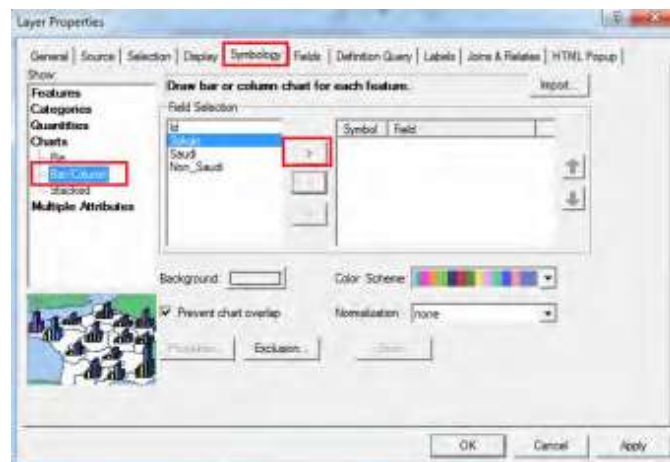 Layer Properties
General Source Selection Display Symbology Fields Definition Query Labels Joins & Relates HTML Popup
Show:
Features
Categories
Quantities
Charts
Pie
Bar/Column
Stacked
Multiple Attributes
Draw bar or column chart for each feature.
Import...
Field Selection
Id
Saudi
Non_Saudi
>
Symbol Field
Background:
Color Scheme:
Prevent chart overlap
Normalization: none
Properties...
Exclusion...
OK
Cancel
Apply